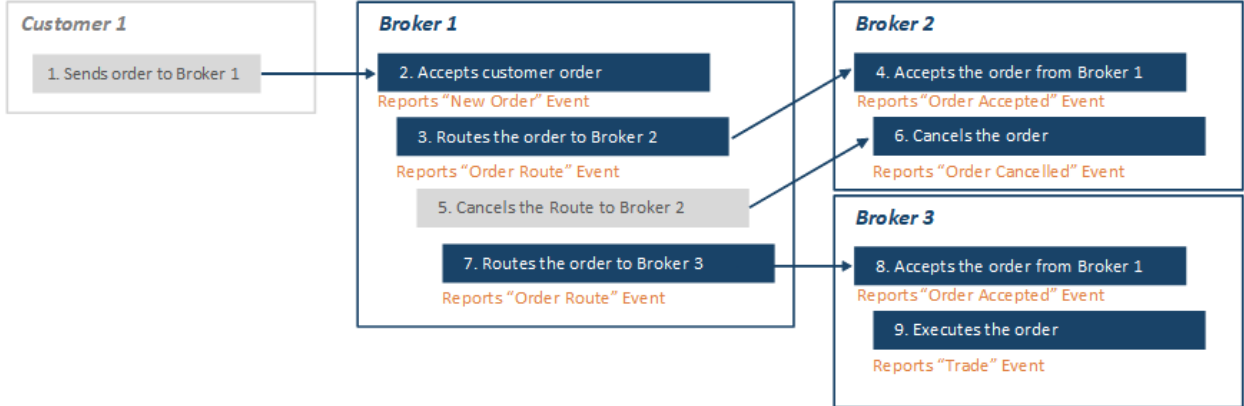 Customer 1
1. Sends order to Broker 1
Broker 1
2. Accepts customer order
Reports “New Order” Event
3. Routes the order to Broker 2
Reports “Order Route” Event
5. Cancels the Route to Broker 2
7. Routes the order to Broker 3
Reports “Order Route” Event
Broker 2
4. Accepts the order from Broker 1
Reports “Order Accepted” Event
6. Cancels the order
Reports “Order Cancelled” Event
Broker 3
8. Accepts the order from Broker 1
Reports “Order Accepted” Event
9. Executes the order
Reports “Trade” Event